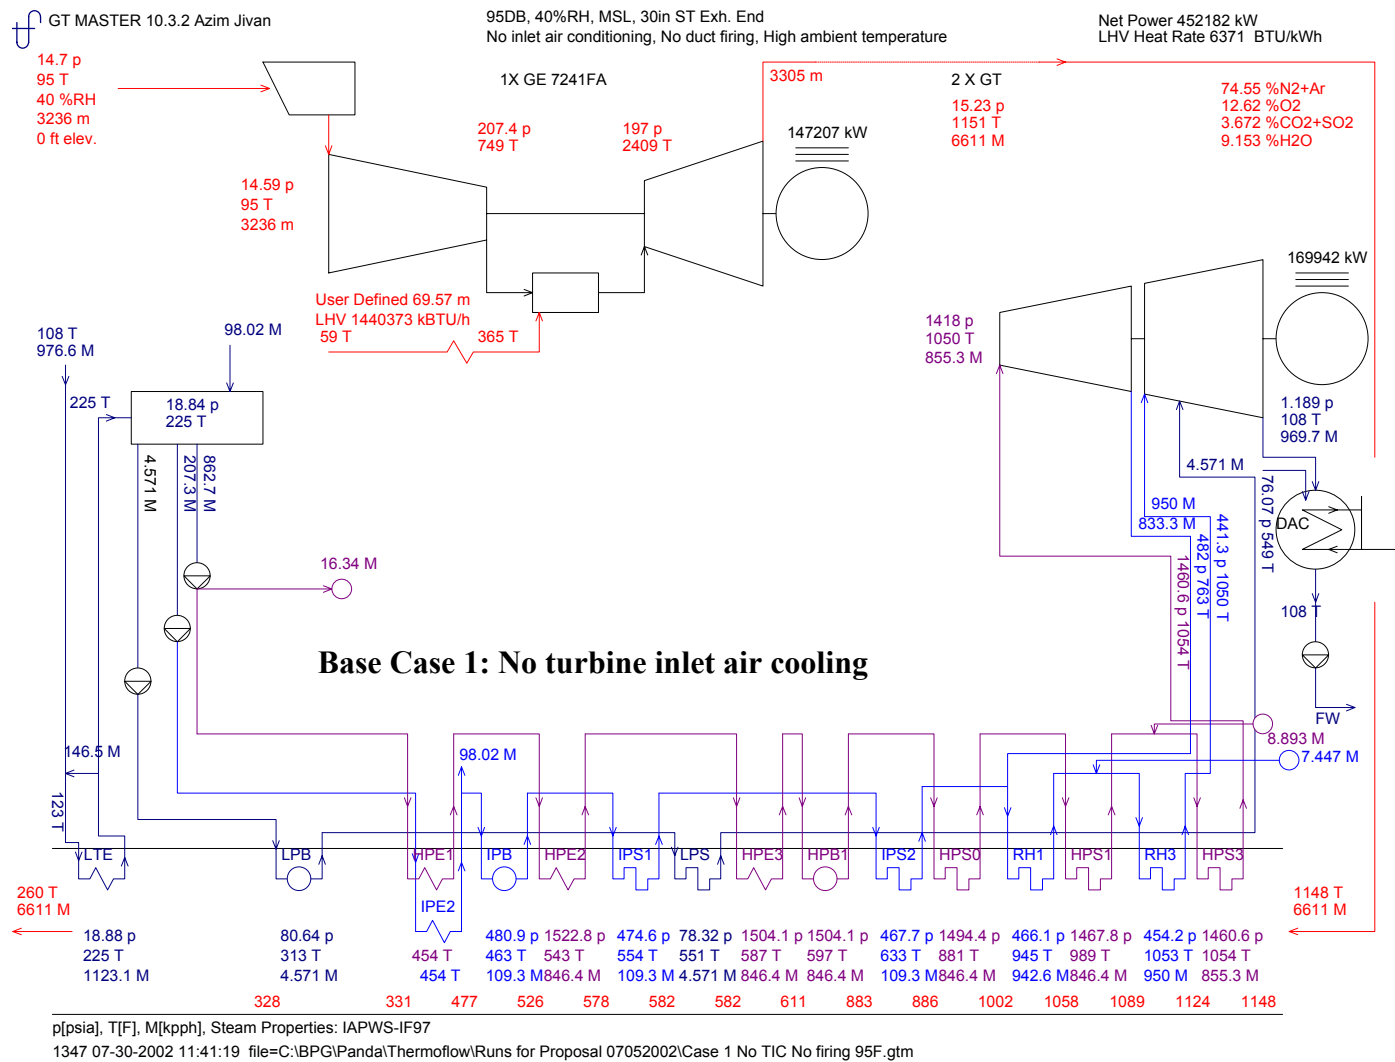 GT MASTER 10.3.2 Azim Jivan
95DB, 40%RH, MSL, 30in ST Exh. End
No inlet air conditioning, No duct firing, High ambient temperature
Net Power 452182 kW
LHV Heat Rate 6371 BTU/kWh
14.7 p
95 T
40 %RH
3236 m
0 ft elev.
1X GE 7241FA
3305 m
2 X GT
15.23 p
1151 T
6611 M
74.55 %N2+Ar
12.62 %O2
3.672 %CO2+SO2
9.153 %H2O
207.4 p
749 T
197 p
2409 T
147207 kW
14.59 p
95 T
3236 m
169942 kW
User Defined 69.57 m
LHV 1440373 kBTU/h
59 T
365 T
1418 p
1050 T
855.3 M
108 T
976.6 M
98.02 M
225 T
18.84 p
225 T
1.189 p
108 T
969.7 M
4.571 M
207.3 M
862.7 M
4.571 M
76.07 p 549 T
950 M
833.3 M
441.3 p 1050 T
482 p 763 T
1460.6 p 1054 T
DAC
16.34 M
108 T
Base Case 1: No turbine inlet air cooling
FW
8.893 M
7.447 M
146.5 M
123 T
98.02 M
LTE
LPB
HPE1
IPB
HPE2
IPS1
LPS
HPE3
HPB1
IPS2
HPS0
RH1
HPS1
RH3
HPS3
IPE2
260 T
6611 M
1148 T
6611 M
18.88 p
225 T
1123.1 M
80.64 p
313 T
4.571 M
454 T
454 T
480.9 p
463 T
109.3 M
1522.8 p
543 T
846.4 M
474.6 p
554 T
109.3 M
78.32 p
551 T
4.571 M
1504.1 p
587 T
846.4 M
1504.1 p
597 T
846.4 M
467.7 p
633 T
109.3 M
1494.4 p
881 T
846.4 M
466.1 p
945 T
942.6 M
1467.8 p
989 T
846.4 M
454.2 p
1053 T
950 M
1460.6 p
1054 T
855.3 M
328 331 477 526 578 582 582 611 883 886 1002 1058 1089 1124 1148
p[psia], T[F], M[kpph], Steam Properties: IAPWS-IF97
1347 07-30-2002 11:41:19 file=C:\BPG\Panda\Thermoflow\Runs for Proposal 07052002\Case 1 No TIC No firing 95F.gtm